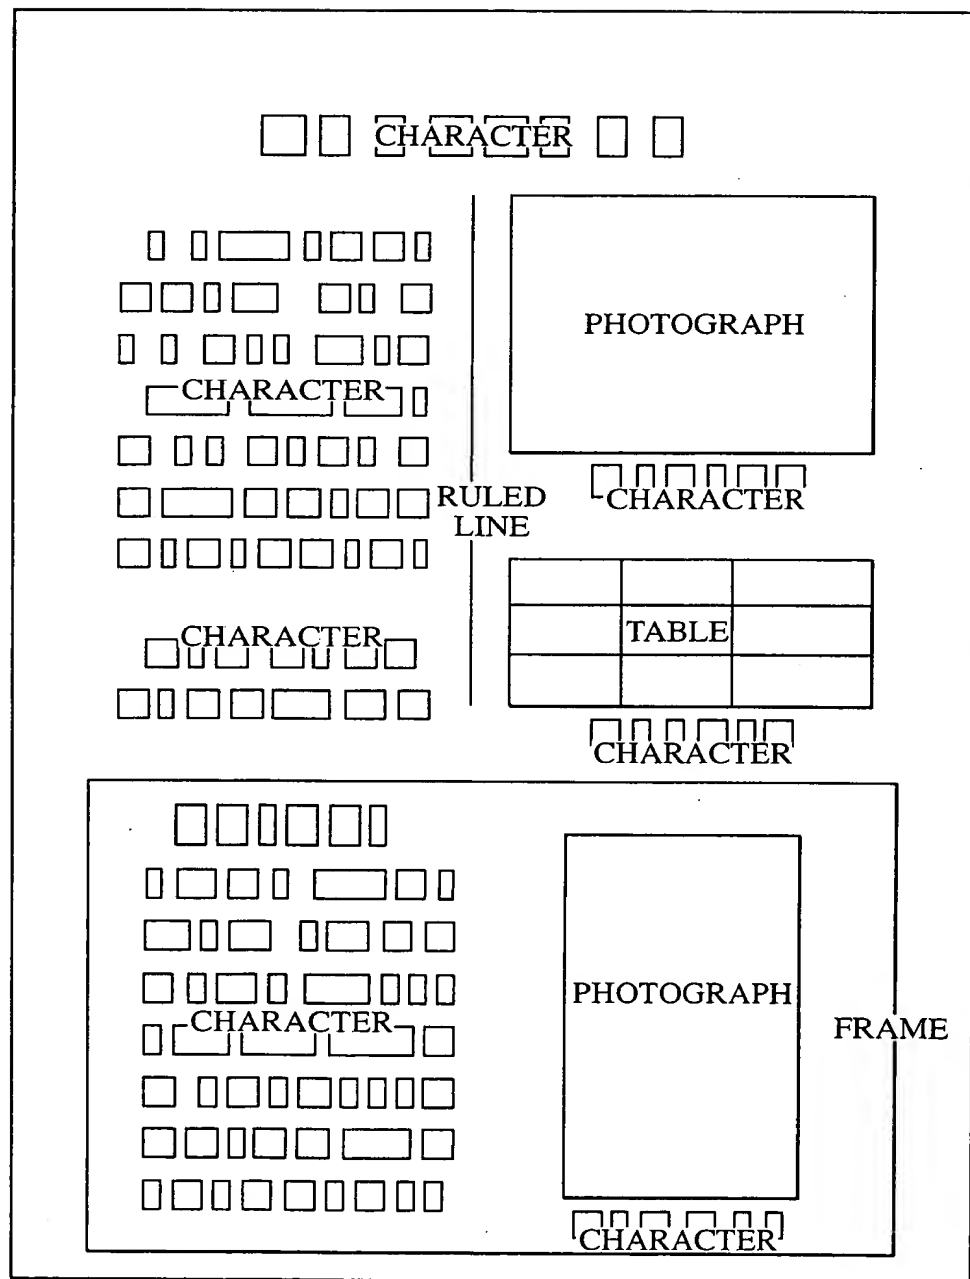 CHARACTER
CHARACTER
RULED
LINE
CHARACTER
PHOTOGRAPH
CHARACTER
TABLE
CHARACTER
CHARACTER
PHOTOGRAPH
CHARACTER
FRAME